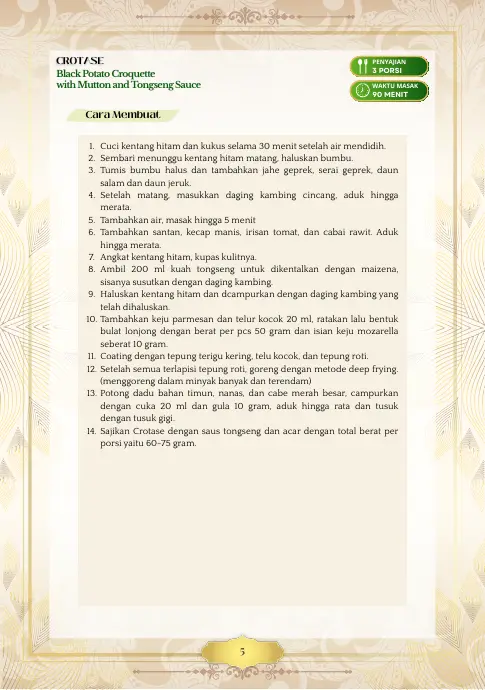 CROTASE
Black Potato Croquette
with Mutton and Tongseng Sauce
PENYAJIAN
3 PORSI
WAKTU MASAK
90 MENIT
Cara Membuat
1. Cuci kentang hitam dan kukus selama 30 menit setelah air mendidih.
2. Sembari menunggu kentang hitam matang, haluskan bumbu.
3. Tumis bumbu halus dan tambahkan jahe geprek, serai geprek, daun
salam dan daun jeruk.
4. Setelah matang, masukkan daging kambing cincang, aduk hingga
merata.
5. Tambahkan air, masak hingga 5 menit
6. Tambahkan santan, kecap manis, irisan tomat, dan cabai rawit. Aduk
hingga merata.
7. Angkat kentang hitam, kupas kulitnya.
8. Ambil 200 ml kuah tongseng untuk dikentalkan dengan maizena,
sisanya susutkan dengan daging kambing.
9. Haluskan kentang hitam dan dcampurkan dengan daging kambing yang
telah dihaluskan.
10. Tambahkan keju parmesan dan telur kocok 20 ml, ratakan lalu bentuk
bulat lonjong dengan berat per pcs 50 gram dan isian keju mozarella
seberat 10 gram.
11. Coating dengan tepung terigu kering, telu kocok, dan tepung roti.
12. Setelah semua terlapisi tepung roti, goreng dengan metode deep frying.
(menggoreng dalam minyak banyak dan terendam)
13. Potong dadu bahan timun, nanas, dan cabe merah besar, campurkan
dengan cuka 20 ml dan gula 10 gram, aduk hingga rata dan tusuk
dengan tusuk gigi.
14. Sajikan Crotase dengan saus tongseng dan acar dengan total berat per
porsi yaitu 60-75 gram.
5